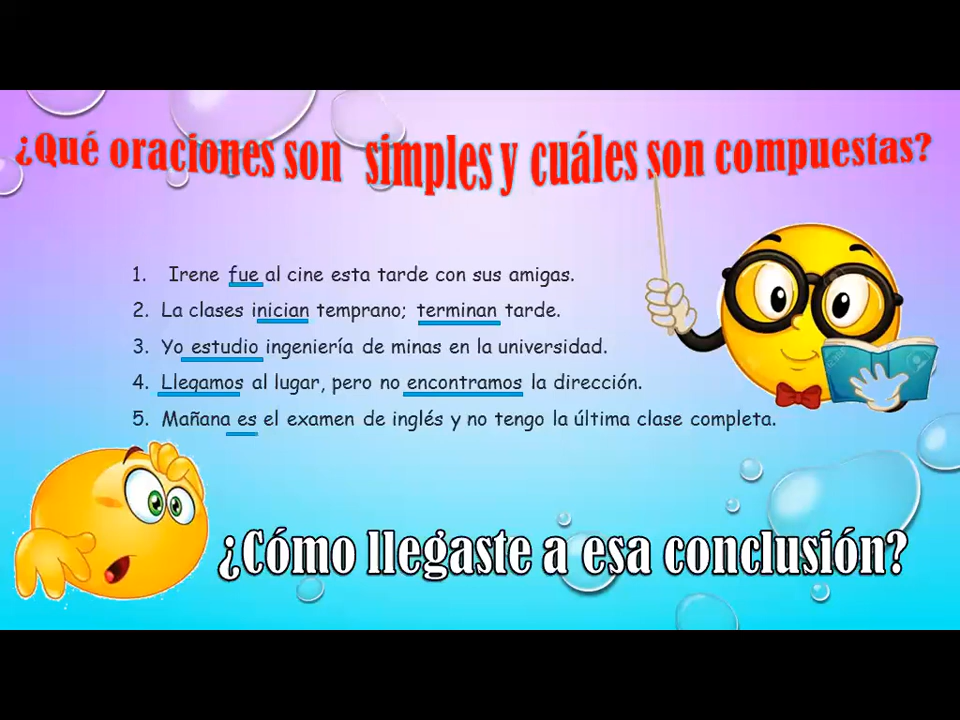 ¿Qué oraciones son simples y cuáles son compuestas?
1. Irene fue al cine esta tarde con sus amigas.
2. La clases inician temprano; terminan tarde.
3. Yo estudio ingeniería de minas en la universidad.
4. Llegamos al lugar, pero no encontramos la dirección.
5. Mañana es el examen de inglés y no tengo la última clase completa.
¿Cómo llegaste a esa conclusión?